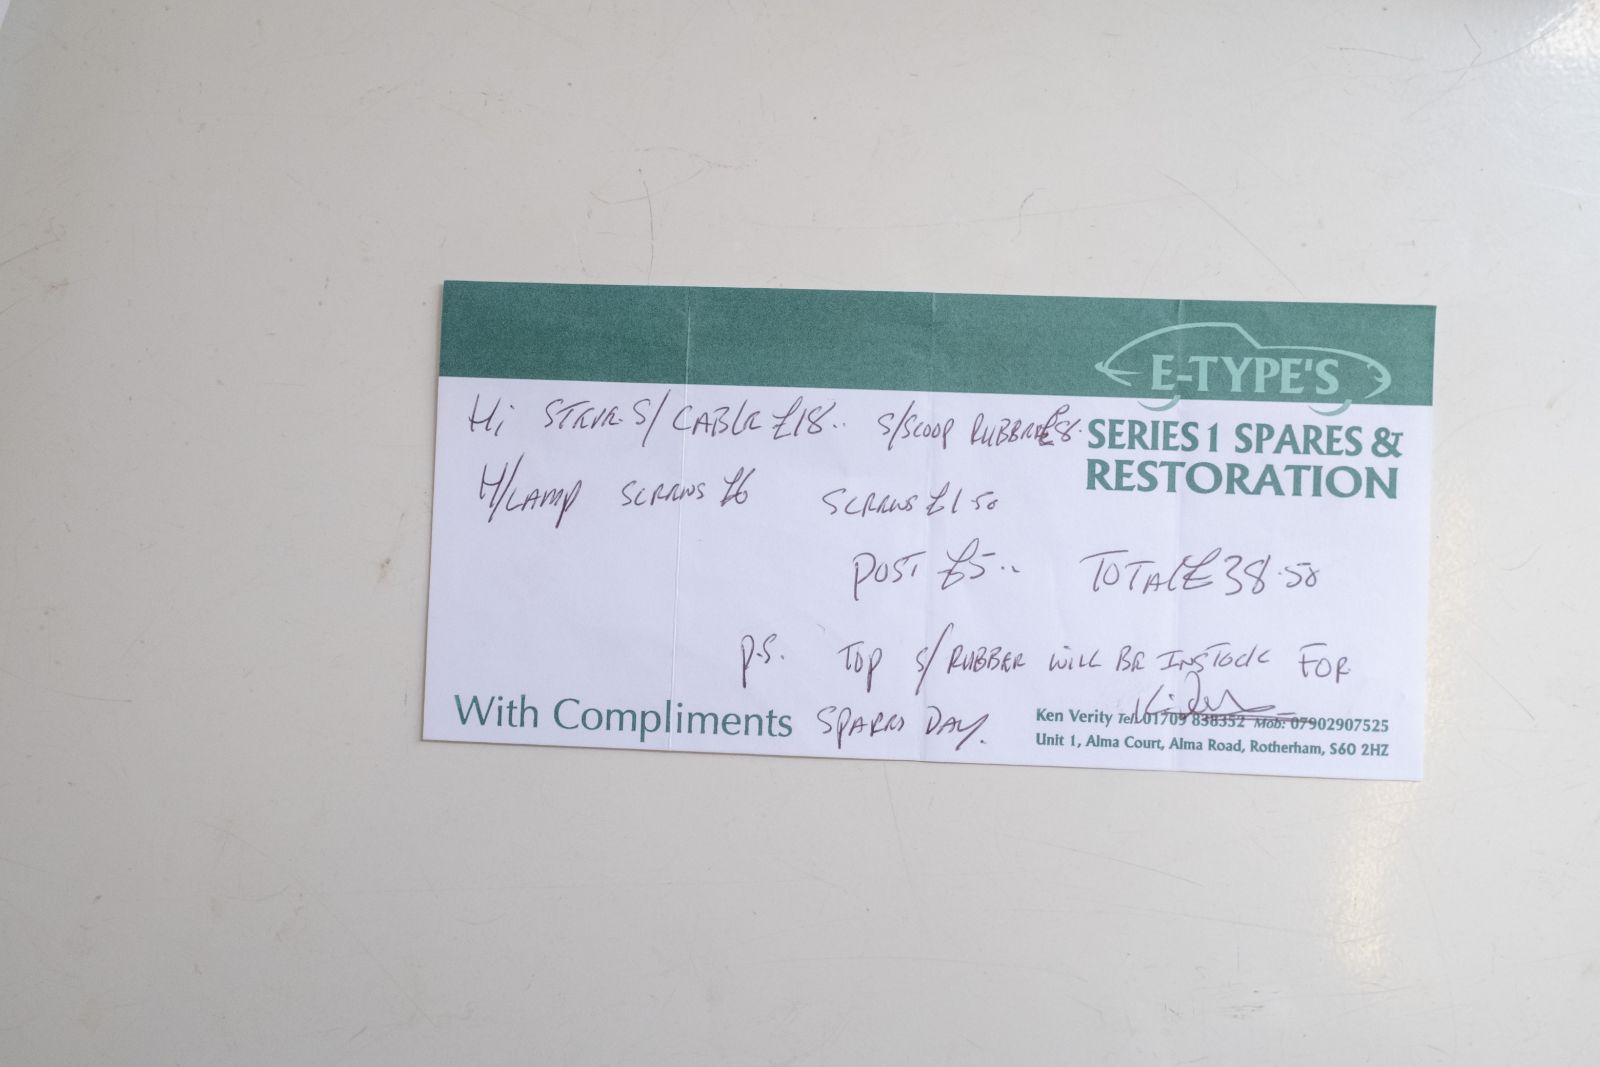 E-TYPE'S
SERIES 1 SPARES &
RESTORATION
Hi STEVE S/CABLE £18.. S/SCOOP RUBBER £8.
H/LAMP SCREWS £6 SCREWS £1 50
POST £5.. TOTAL £38.50
P.S. TOP S/RUBBER WILL BE INSTOCK FOR
SPARES DAY.
With Compliments
Ken Verity Tel: 01709 838352 Mob: 07902907525
Unit 1, Alma Court, Alma Road, Rotherham, S60 2HZ